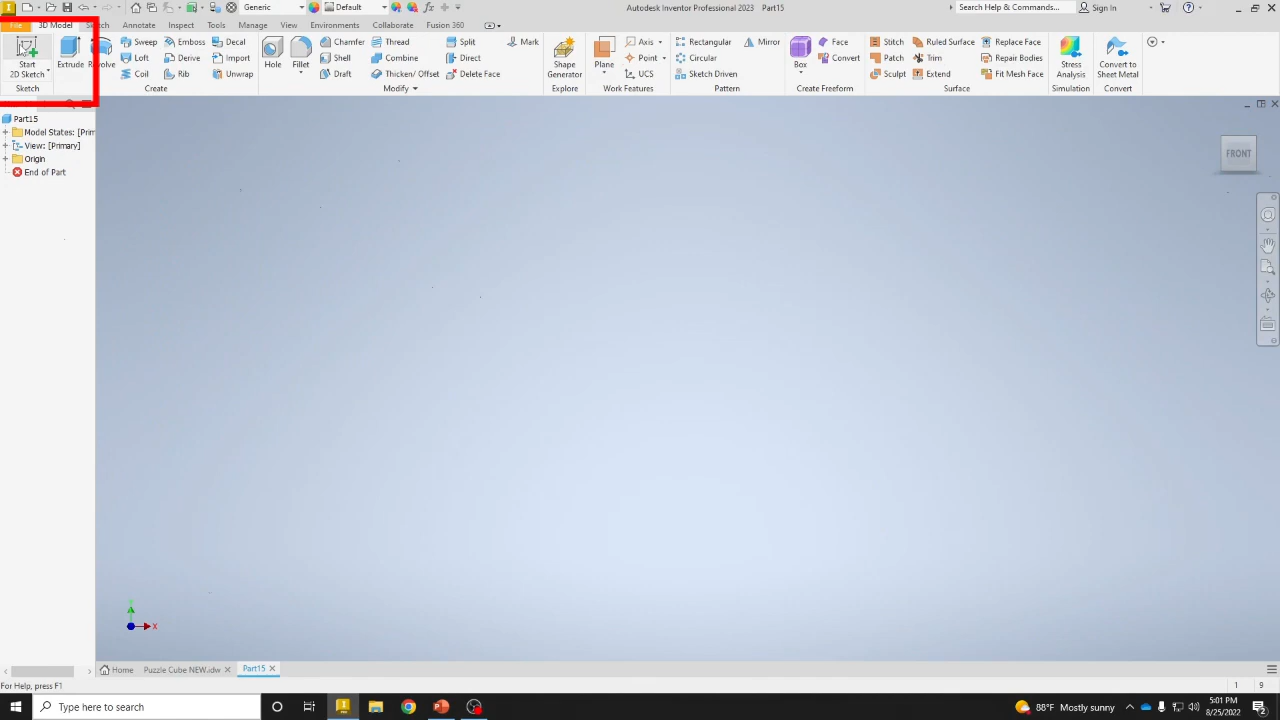 Generic Default Autodesk Inventor Professional 2023 Part15 Search Help & Commands... Sign In
File 3D Model Sketch Annotate Inspect Tools Manage View Environments Collaborate Fusion 360
Start 2D Sketch Extrude Revolve Hole Fillet Shape Generator Plane Box Stress Analysis Convert to Sheet Metal
Sweep Emboss Decal Chamfer Thread Split Mark Axis Rectangular Mirror Face Stitch Ruled Surface Replace Face
Loft Derive Import Shell Combine Direct Point Circular Convert Patch Trim Repair Bodies
Coil Rib Unwrap Draft Thicken/ Offset Delete Face UCS Sketch Driven Sculpt Extend Fit Mesh Face
Sketch Create Modify Explore Work Features Pattern Create Freeform Surface Simulation Convert
Part15
Model States: [Prim
View: [Primary]
Origin
End of Part
FRONT
X
Home Puzzle Cube NEW.idw Part15
For Help, press F1 1 9
Type here to search 88°F Mostly sunny 5:01 PM
8/25/2022 2